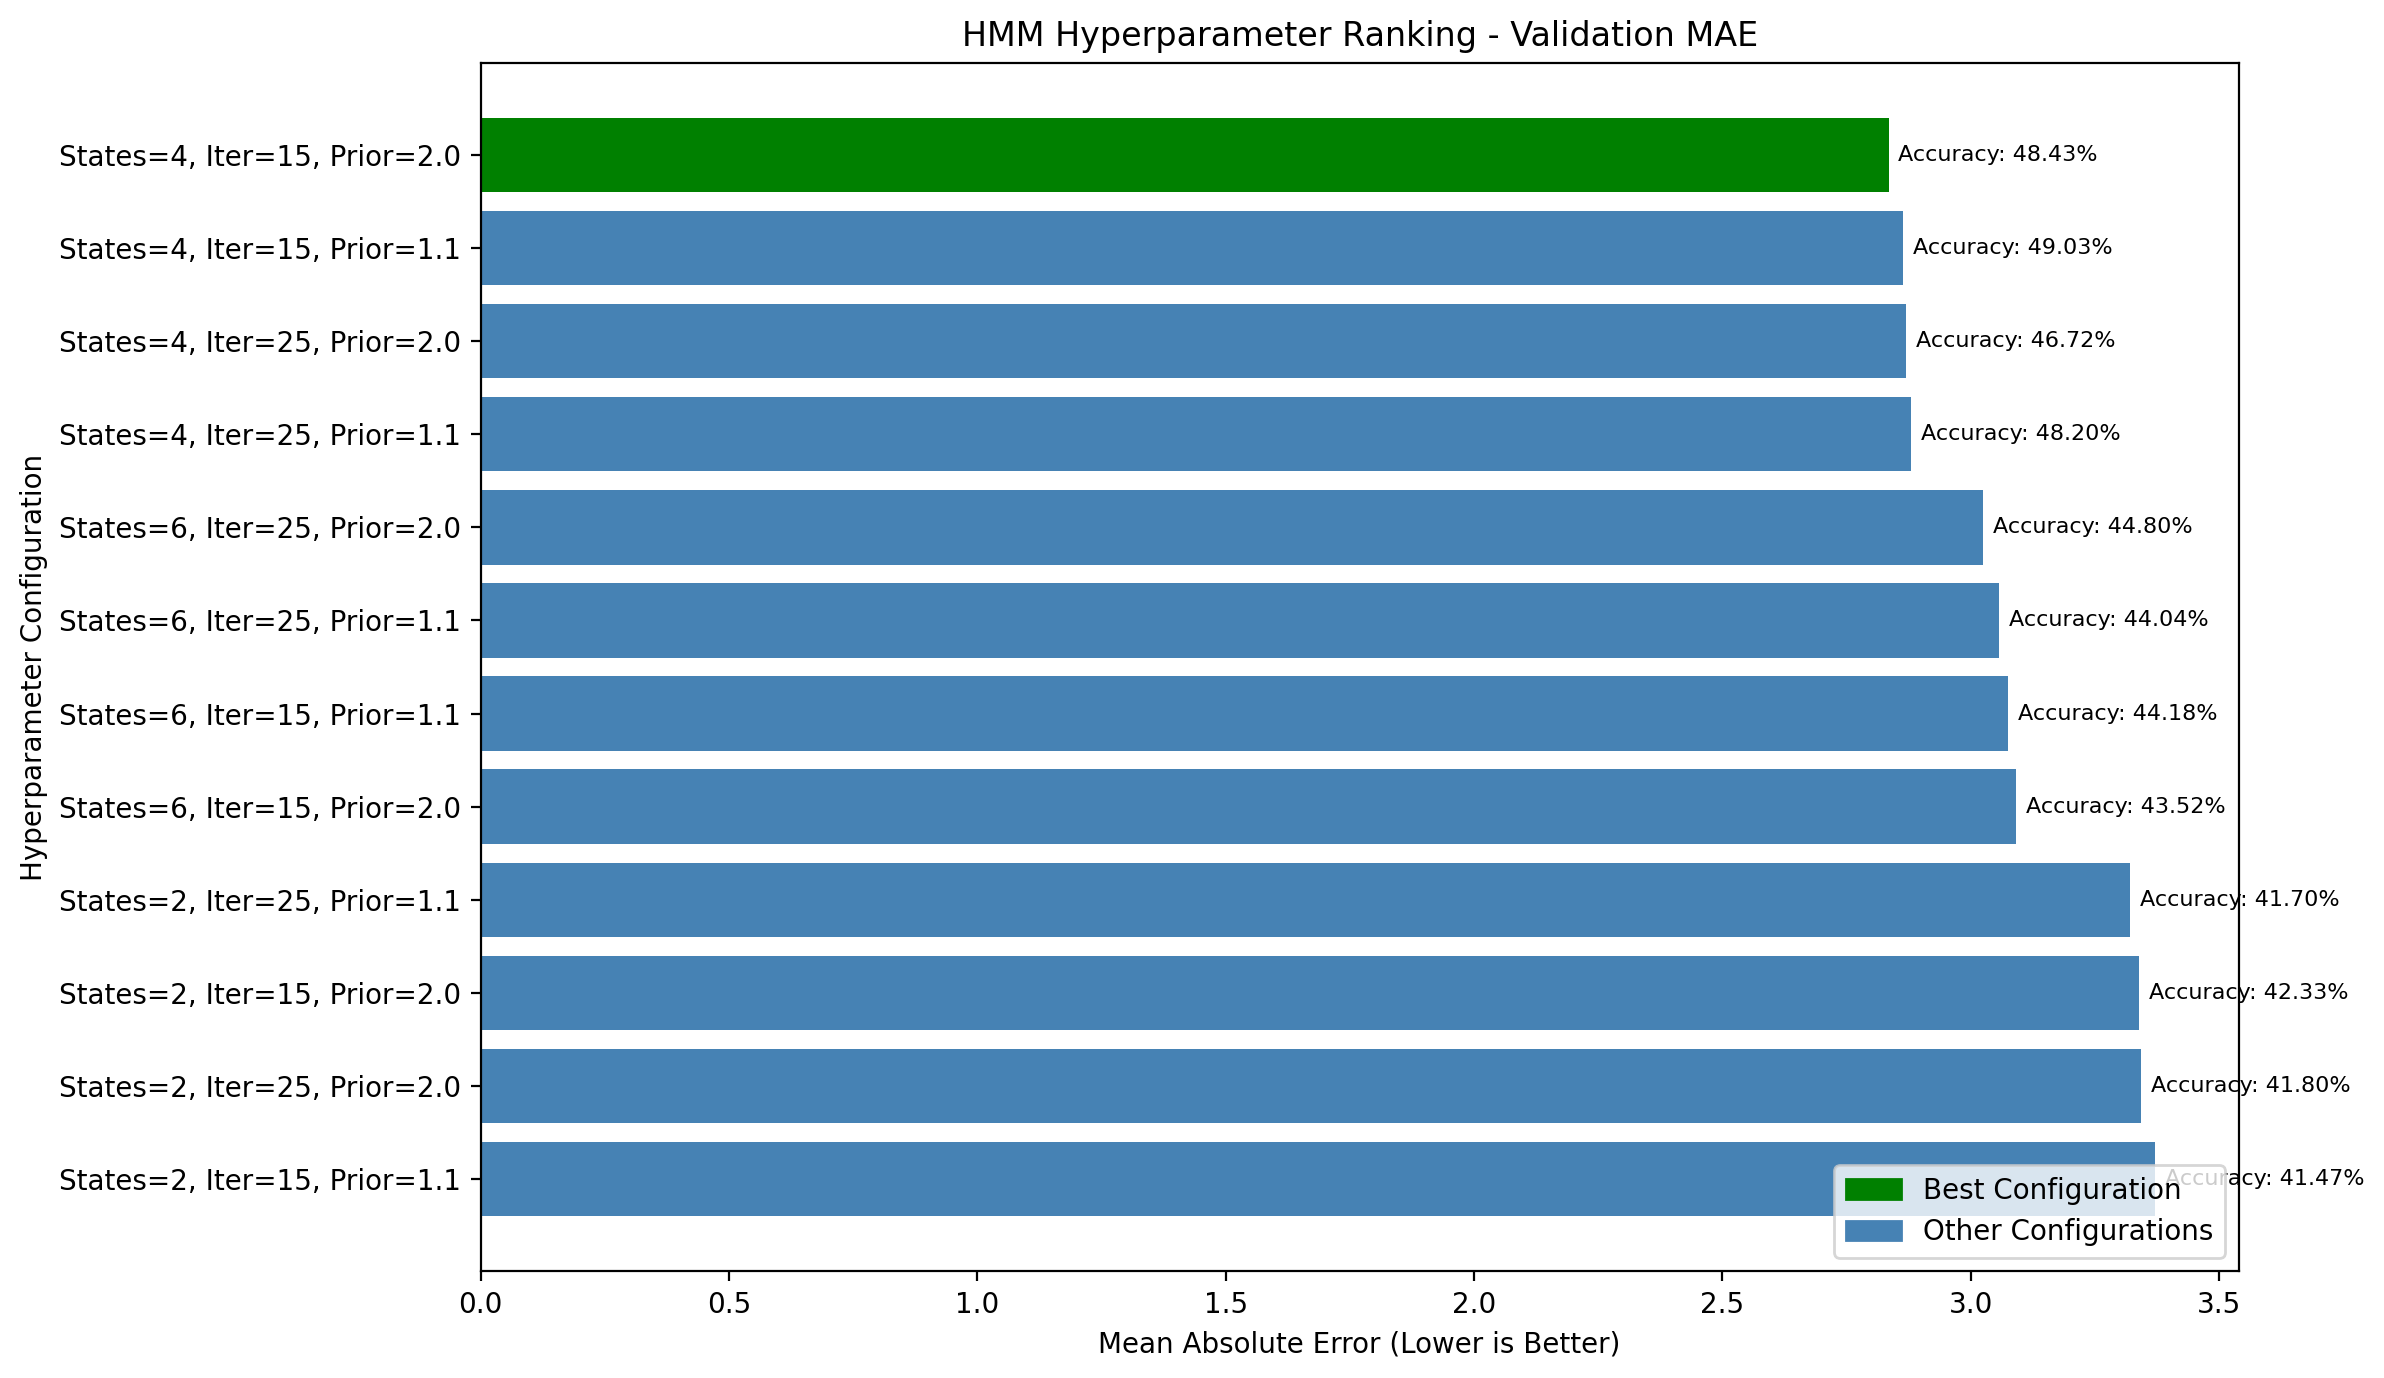 HMM Hyperparameter Ranking - Validation MAE
Hyperparameter Configuration
States=4, Iter=15, Prior=2.0 Accuracy: 48.43%
States=4, Iter=15, Prior=1.1 Accuracy: 49.03%
States=4, Iter=25, Prior=2.0 Accuracy: 46.72%
States=4, Iter=25, Prior=1.1 Accuracy: 48.20%
States=6, Iter=25, Prior=2.0 Accuracy: 44.80%
States=6, Iter=25, Prior=1.1 Accuracy: 44.04%
States=6, Iter=15, Prior=1.1 Accuracy: 44.18%
States=6, Iter=15, Prior=2.0 Accuracy: 43.52%
States=2, Iter=25, Prior=1.1 Accuracy: 41.70%
States=2, Iter=15, Prior=2.0 Accuracy: 42.33%
States=2, Iter=25, Prior=2.0 Accuracy: 41.80%
States=2, Iter=15, Prior=1.1 Accuracy: 41.47%
Best Configuration
Other Configurations
0.0 0.5 1.0 1.5 2.0 2.5 3.0 3.5
Mean Absolute Error (Lower is Better)